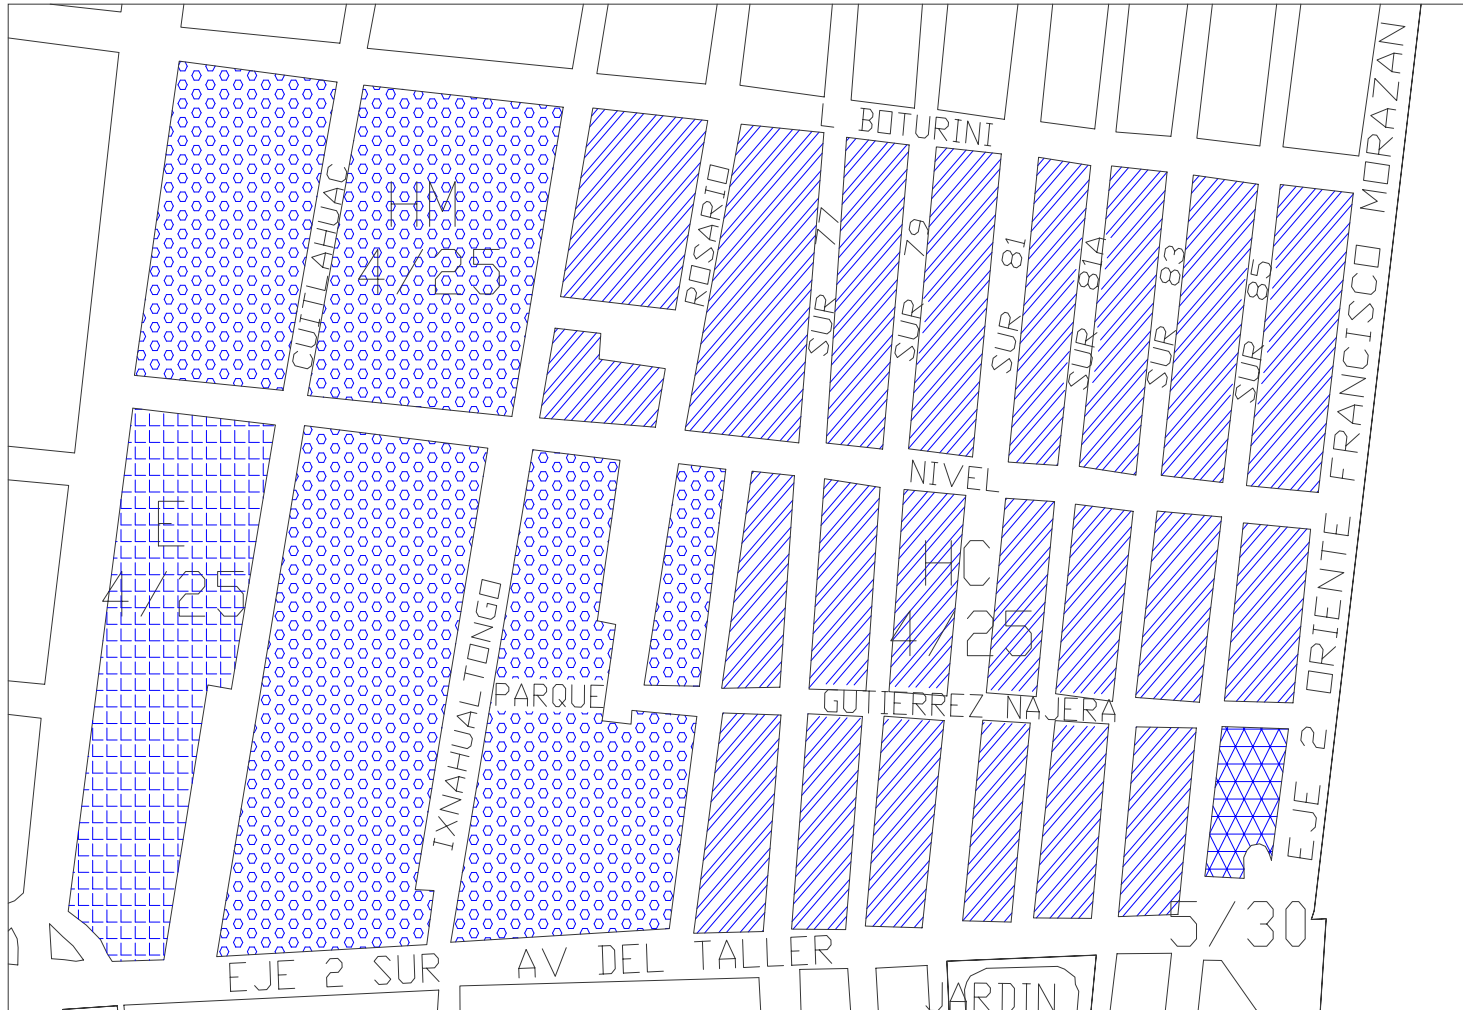 L BOTURINI
HM
4/25
CUITLAHUAC
ROSARIO
SUR 77
SUR 79
SUR 81
SUR 81A
SUR 83
SUR 85
EJE 2 ORIENTE FRANCISCO MORAZAN
NIVEL
E
4/25
HC
4/25
IXNAHUALTONGO
PARQUE
GUTIERREZ NAJERA
5/30
EJE 2 SUR AV DEL TALLER
JARDIN